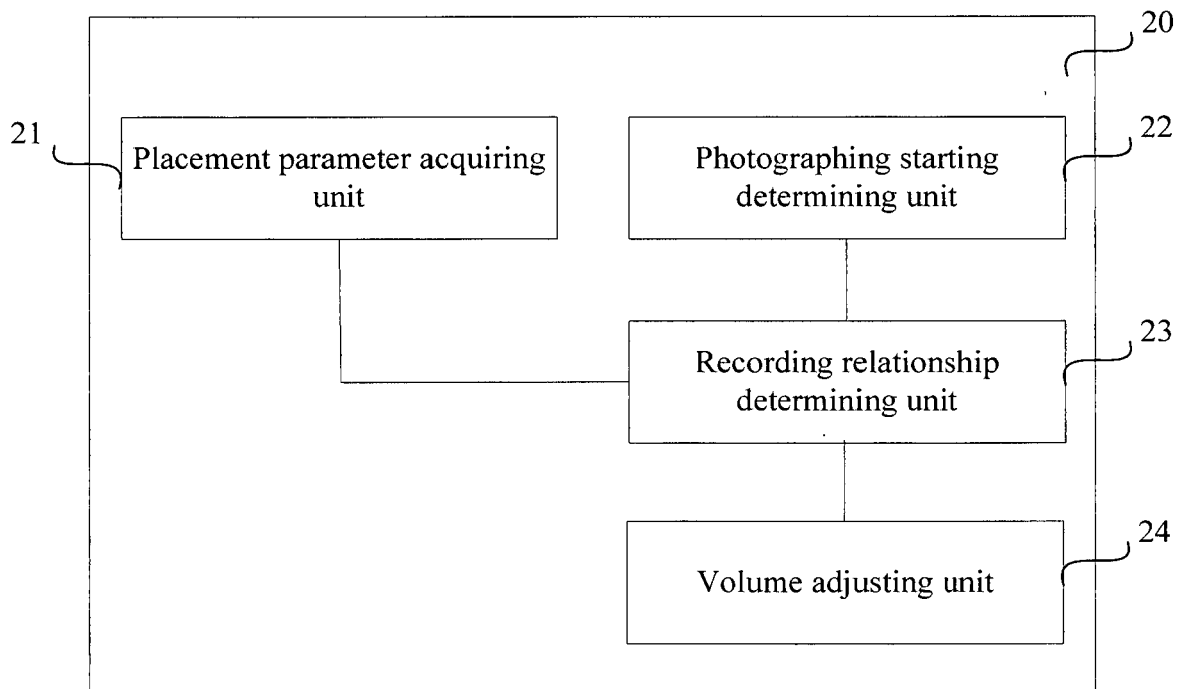 20
21
Placement parameter acquiring
unit
Photographing starting
determining unit
22
Recording relationship
determining unit
23
Volume adjusting unit
24